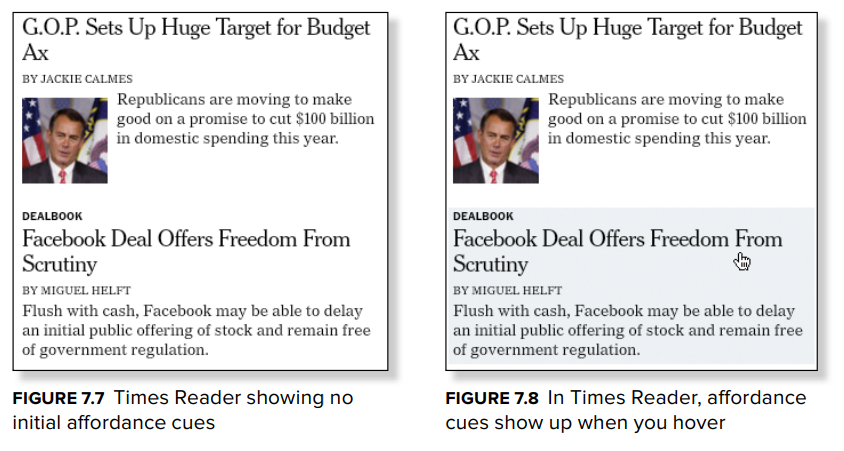 G.O.P. Sets Up Huge Target for Budget
Ax
BY JACKIE CALMES
Republicans are moving to make
good on a promise to cut $100 billion
in domestic spending this year.
DEALBOOK
Facebook Deal Offers Freedom From
Scrutiny
BY MIGUEL HELFT
Flush with cash, Facebook may be able to delay
an initial public offering of stock and remain free
of government regulation.
FIGURE 7.7 Times Reader showing no
initial affordance cues
G.O.P. Sets Up Huge Target for Budget
Ax
BY JACKIE CALMES
Republicans are moving to make
good on a promise to cut $100 billion
in domestic spending this year.
DEALBOOK
Facebook Deal Offers Freedom From
Scrutiny
BY MIGUEL HELFT
Flush with cash, Facebook may be able to delay
an initial public offering of stock and remain free
of government regulation.
FIGURE 7.8 In Times Reader, affordance
cues show up when you hover